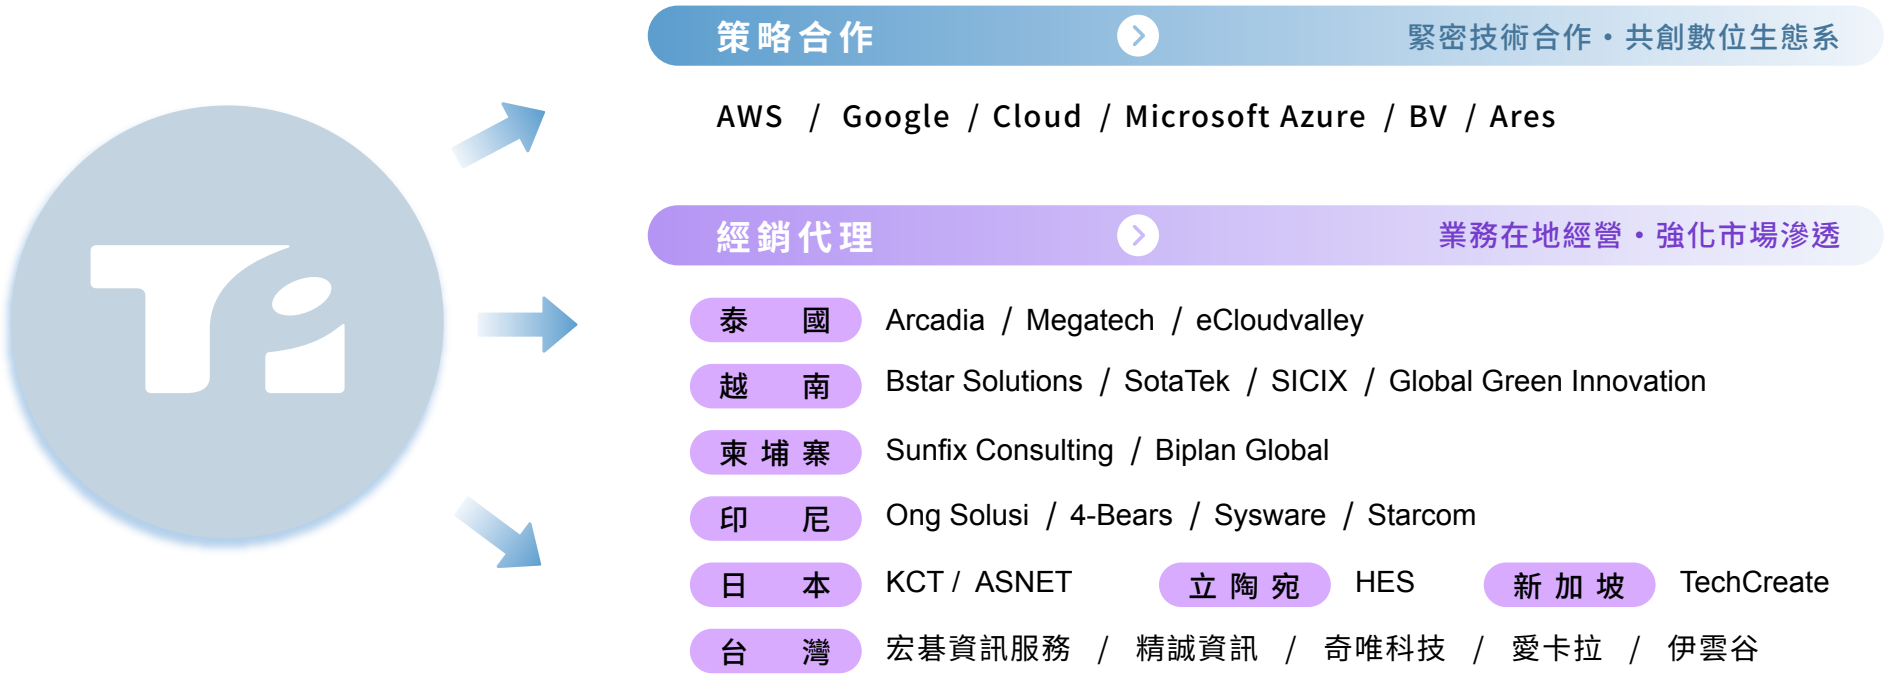 策略合作 緊密技術合作・共創數位生態系
AWS / Google / Cloud / Microsoft Azure / BV / Ares
Ti
經銷代理 業務在地經營・強化市場滲透
泰國 Arcadia / Megatech / eCloudvalley
越南 Bstar Solutions / SotaTek / SICIX / Global Green Innovation
柬埔寨 Sunfix Consulting / Biplan Global
印尼 Ong Solusi / 4-Bears / Sysware / Starcom
日本 KCT / ASNET 立陶宛 HES 新加坡 TechCreate
台灣 宏碁資訊服務 / 精誠資訊 / 奇唯科技 / 愛卡拉 / 伊雲谷